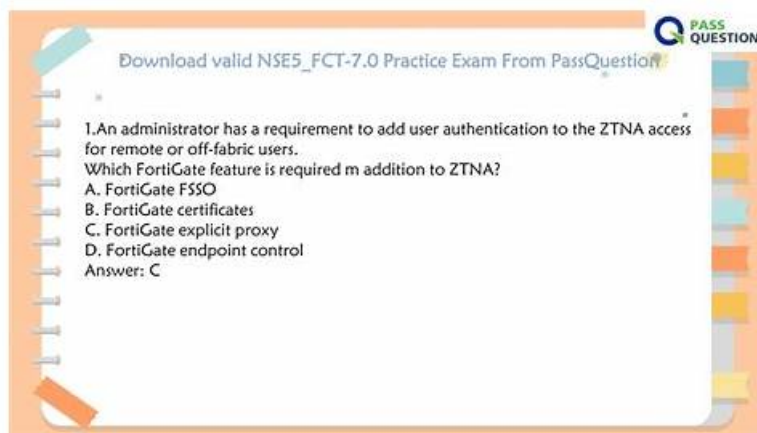 PASS
QUESTION
Download valid NSE5_FCT-7.0 Practice Exam From PassQuestion
1.An administrator has a requirement to add user authentication to the ZTNA access
for remote or off-fabric users.
Which FortiGate feature is required m addition to ZTNA?
A. FortiGate FSSO
B. FortiGate certificates
C. FortiGate explicit proxy
D. FortiGate endpoint control
Answer: C